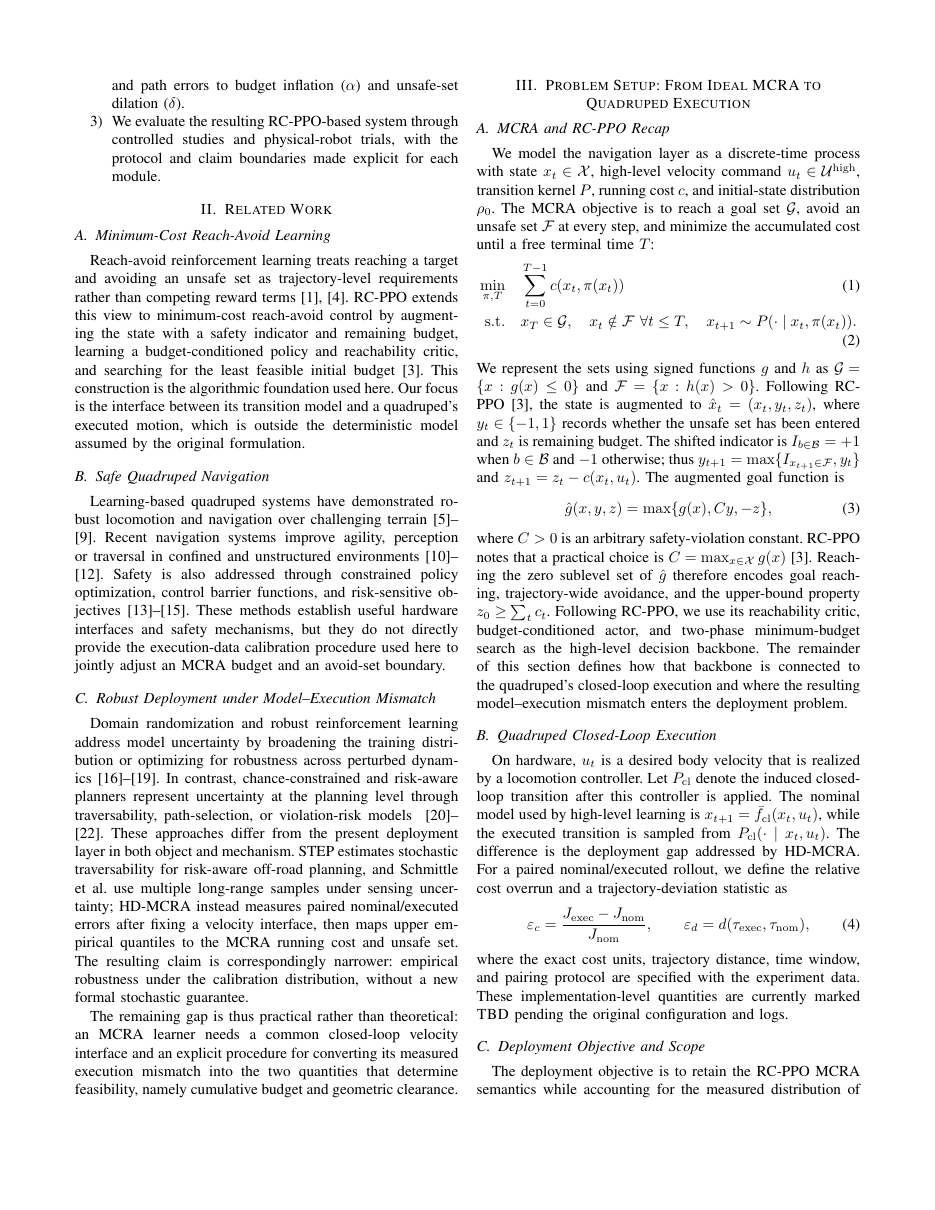 and path errors to budget inflation (α) and unsafe-set
dilation (δ).
3) We evaluate the resulting RC-PPO-based system through
controlled studies and physical-robot trials, with the
protocol and claim boundaries made explicit for each
module.
II. RELATED WORK
A. Minimum-Cost Reach-Avoid Learning
Reach-avoid reinforcement learning treats reaching a target
and avoiding an unsafe set as trajectory-level requirements
rather than competing reward terms [1], [4]. RC-PPO extends
this view to minimum-cost reach-avoid control by augment-
ing the state with a safety indicator and remaining budget,
learning a budget-conditioned policy and reachability critic,
and searching for the least feasible initial budget [3]. This
construction is the algorithmic foundation used here. Our focus
is the interface between its transition model and a quadruped's
executed motion, which is outside the deterministic model
assumed by the original formulation.
B. Safe Quadruped Navigation
Learning-based quadruped systems have demonstrated ro-
bust locomotion and navigation over challenging terrain [5]–
[9]. Recent navigation systems improve agility, perception
or traversal in confined and unstructured environments [10]–
[12]. Safety is also addressed through constrained policy
optimization, control barrier functions, and risk-sensitive ob-
jectives [13]–[15]. These methods establish useful hardware
interfaces and safety mechanisms, but they do not directly
provide the execution-data calibration procedure used here to
jointly adjust an MCRA budget and an avoid-set boundary.
C. Robust Deployment under Model–Execution Mismatch
Domain randomization and robust reinforcement learning
address model uncertainty by broadening the training distri-
bution or optimizing for robustness across perturbed dynam-
ics [16]–[19]. In contrast, chance-constrained and risk-aware
planners represent uncertainty at the planning level through
traversability, path-selection, or violation-risk models [20]–
[22]. These approaches differ from the present deployment
layer in both object and mechanism. STEP estimates stochastic
traversability for risk-aware off-road planning, and Schmittle
et al. use multiple long-range samples under sensing uncer-
tainty; HD-MCRA instead measures paired nominal/executed
errors after fixing a velocity interface, then maps upper em-
pirical quantiles to the MCRA running cost and unsafe set.
The resulting claim is correspondingly narrower: empirical
robustness under the calibration distribution, without a new
formal stochastic guarantee.
The remaining gap is thus practical rather than theoretical:
an MCRA learner needs a common closed-loop velocity
interface and an explicit procedure for converting its measured
execution mismatch into the two quantities that determine
feasibility, namely cumulative budget and geometric clearance.
III. PROBLEM SETUP: FROM IDEAL MCRA TO
QUADRUPED EXECUTION
A. MCRA and RC-PPO Recap
We model the navigation layer as a discrete-time process
with state x_t ∈ 𝒳, high-level velocity command u_t ∈ 𝒰^high,
transition kernel P, running cost c, and initial-state distribution
ρ_0. The MCRA objective is to reach a goal set 𝒢, avoid an
unsafe set ℱ at every step, and minimize the accumulated cost
until a free terminal time T:
min_{π,T} ∑_{t=0}^{T−1} c(x_t, π(x_t)) (1)
s.t. x_T ∈ 𝒢, x_t ∉ ℱ ∀t ≤ T, x_{t+1} ∼ P(· | x_t, π(x_t)).
(2)
We represent the sets using signed functions g and h as 𝒢 =
{x : g(x) ≤ 0} and ℱ = {x : h(x) > 0}. Following RC-
PPO [3], the state is augmented to x̂_t = (x_t, y_t, z_t), where
y_t ∈ {−1, 1} records whether the unsafe set has been entered
and z_t is remaining budget. The shifted indicator is I_{b∈ℬ} = +1
when b ∈ ℬ and −1 otherwise; thus y_{t+1} = max{I_{x_{t+1}∈ℱ}, y_t}
and z_{t+1} = z_t − c(x_t, u_t). The augmented goal function is
ĝ(x, y, z) = max{g(x), Cy, −z}, (3)
where C > 0 is an arbitrary safety-violation constant. RC-PPO
notes that a practical choice is C = max_{x∈𝒳} g(x) [3]. Reach-
ing the zero sublevel set of ĝ therefore encodes goal reach-
ing, trajectory-wide avoidance, and the upper-bound property
z_0 ≥ ∑_t c_t. Following RC-PPO, we use its reachability critic,
budget-conditioned actor, and two-phase minimum-budget
search as the high-level decision backbone. The remainder
of this section defines how that backbone is connected to
the quadruped's closed-loop execution and where the resulting
model–execution mismatch enters the deployment problem.
B. Quadruped Closed-Loop Execution
On hardware, u_t is a desired body velocity that is realized
by a locomotion controller. Let P_cl denote the induced closed-
loop transition after this controller is applied. The nominal
model used by high-level learning is x_{t+1} = f̄_cl(x_t, u_t), while
the executed transition is sampled from P_cl(· | x_t, u_t). The
difference is the deployment gap addressed by HD-MCRA.
For a paired nominal/executed rollout, we define the relative
cost overrun and a trajectory-deviation statistic as
ε_c = (J_exec − J_nom) / J_nom, ε_d = d(τ_exec, τ_nom), (4)
where the exact cost units, trajectory distance, time window,
and pairing protocol are specified with the experiment data.
These implementation-level quantities are currently marked
TBD pending the original configuration and logs.
C. Deployment Objective and Scope
The deployment objective is to retain the RC-PPO MCRA
semantics while accounting for the measured distribution of